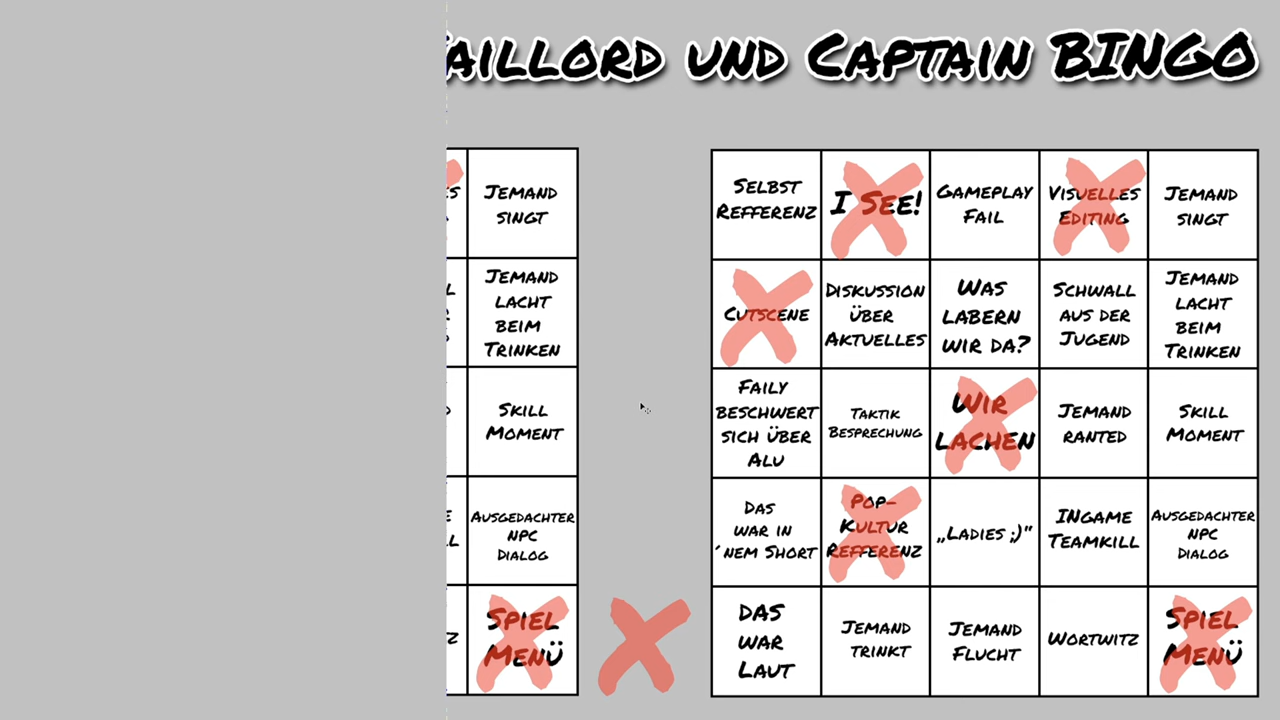 aillord und Captain BINGO
Jemand
singt
Jemand
lacht
beim
Trinken
Skill
Moment
Ausgedachter
NPC
Dialog
Spiel
Menü
Selbst
Refferenz
I See!
Gameplay
Fail
Visuelles
Editing
Jemand
singt
Cutscene
Diskussion
über
Aktuelles
Was
labern
wir da?
Schwall
aus der
Jugend
Jemand
lacht
beim
Trinken
Faily
beschwert
sich über
Alu
Taktik
Besprechung
Wir
lachen
Jemand
ranted
Skill
Moment
Das
war in
´nem Short
Pop-
Kultur
Refferenz
„Ladies ;)"
INgame
Teamkill
Ausgedachter
NPC
Dialog
Das
war
Laut
Jemand
trinkt
Jemand
Flucht
Wortwitz
Spiel
Menü